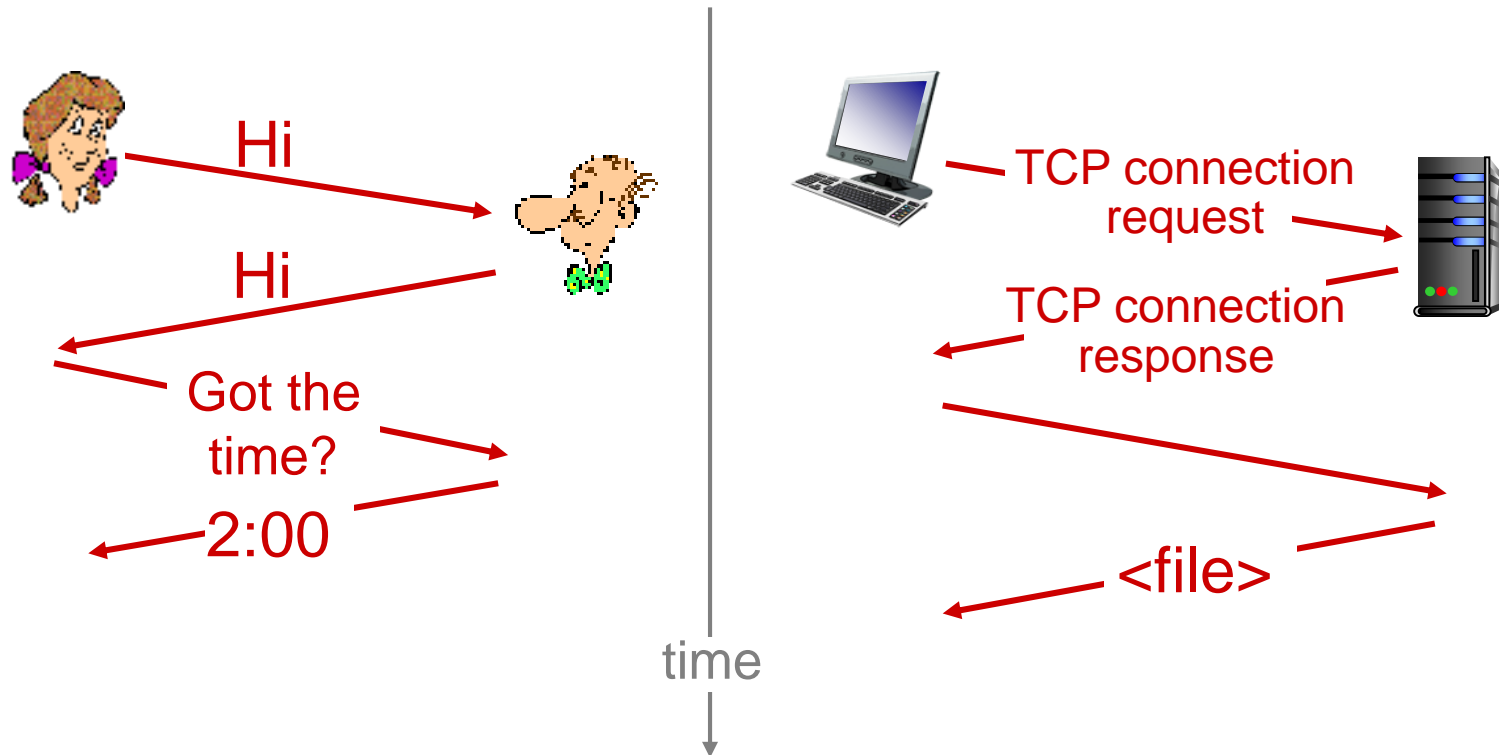 Hi
Hi
Got the
time?
2:00
TCP connection
request
TCP connection
response
<file>
time